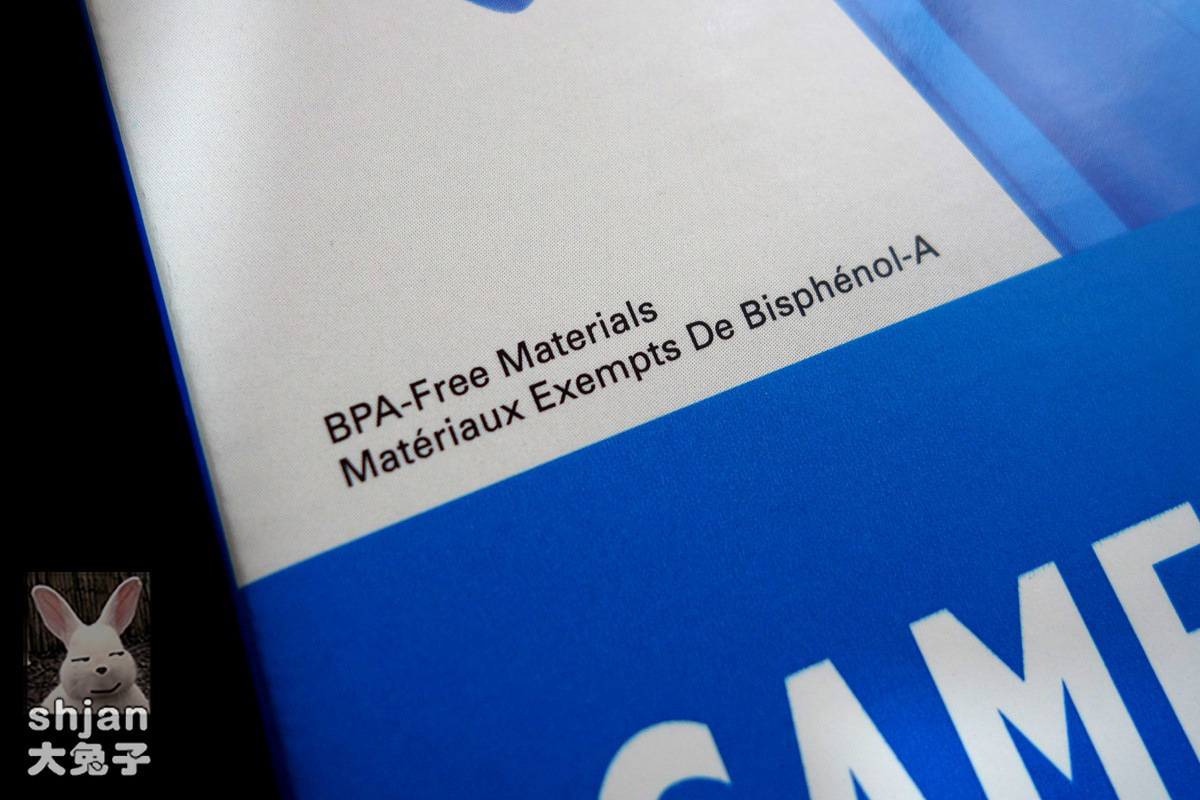 BPA-Free Materials
Matériaux Exempts De Bisphénol-A
shjan
大兔子